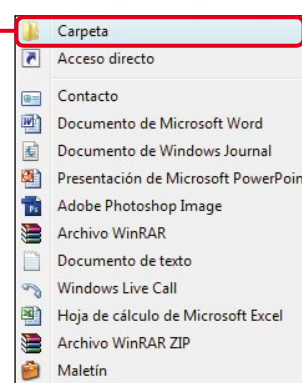 Carpeta
Acceso directo
Contacto
Documento de Microsoft Word
Documento de Windows Journal
Presentación de Microsoft PowerPoin
Adobe Photoshop Image
Archivo WinRAR
Documento de texto
Windows Live Call
Hoja de cálculo de Microsoft Excel
Archivo WinRAR ZIP
Maletín